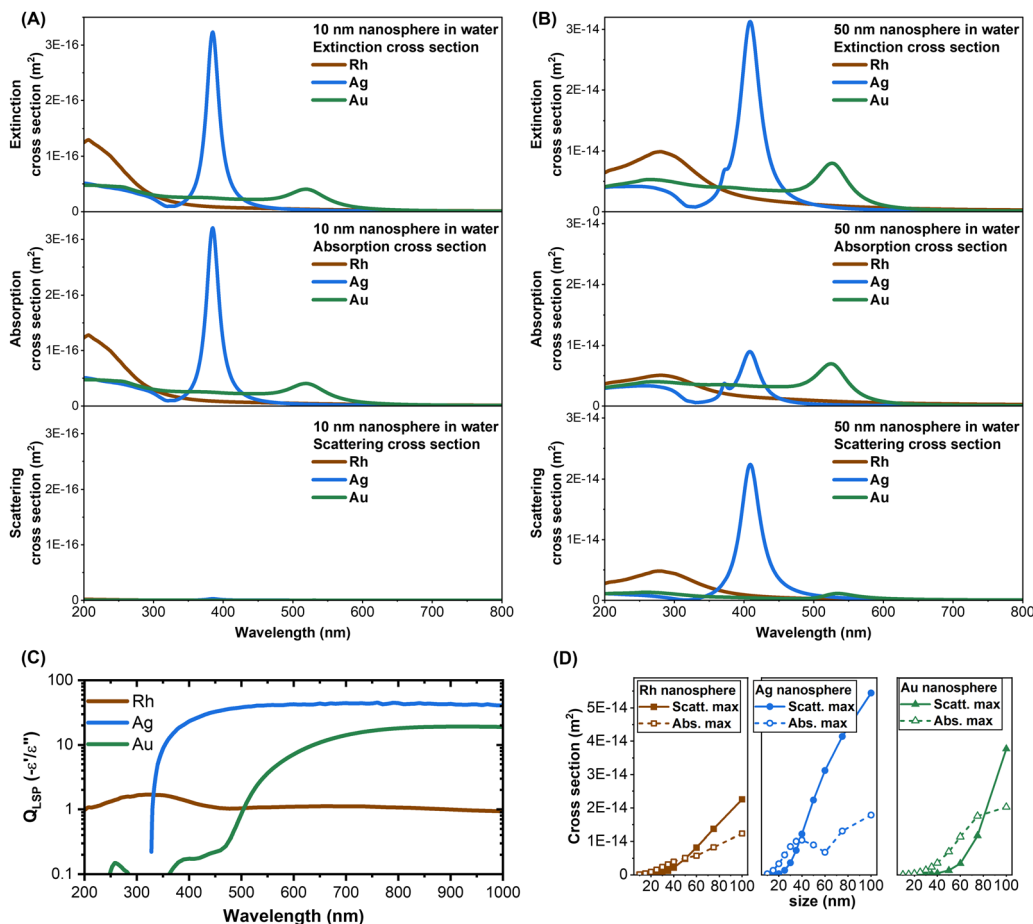 (A)
10 nm nanosphere in water
Extinction cross section
Rh
Ag
Au
3E-16
2E-16
1E-16
0
Extinction
cross section (m²)
10 nm nanosphere in water
Absorption cross section
Rh
Ag
Au
3E-16
2E-16
1E-16
0
Absorption
cross section (m²)
10 nm nanosphere in water
Scattering cross section
Rh
Ag
Au
3E-16
2E-16
1E-16
0
Scattering
cross section (m²)
200 300 400 500 600 700 800
Wavelength (nm)
(B)
50 nm nanosphere in water
Extinction cross section
Rh
Ag
Au
3E-14
2E-14
1E-14
0
Extinction
cross section (m²)
50 nm nanosphere in water
Absorption cross section
Rh
Ag
Au
3E-14
2E-14
1E-14
0
Absorption
cross section (m²)
50 nm nanosphere in water
Scattering cross section
Rh
Ag
Au
3E-14
2E-14
1E-14
0
Scattering
cross section (m²)
200 300 400 500 600 700 800
Wavelength (nm)
(C)
Rh
Ag
Au
100
10
1
0.1
Q_LSP (-ε'/ε'')
200 300 400 500 600 700 800 900 1000
Wavelength (nm)
(D)
Rh nanosphere
Scatt. max
Abs. max
Ag nanosphere
Scatt. max
Abs. max
Au nanosphere
Scatt. max
Abs. max
5E-14
4E-14
3E-14
2E-14
1E-14
0
Cross section (m²)
10 20 40 60 80 100
10 20 40 60 80 100
10 20 40 60 80 100
size (nm)